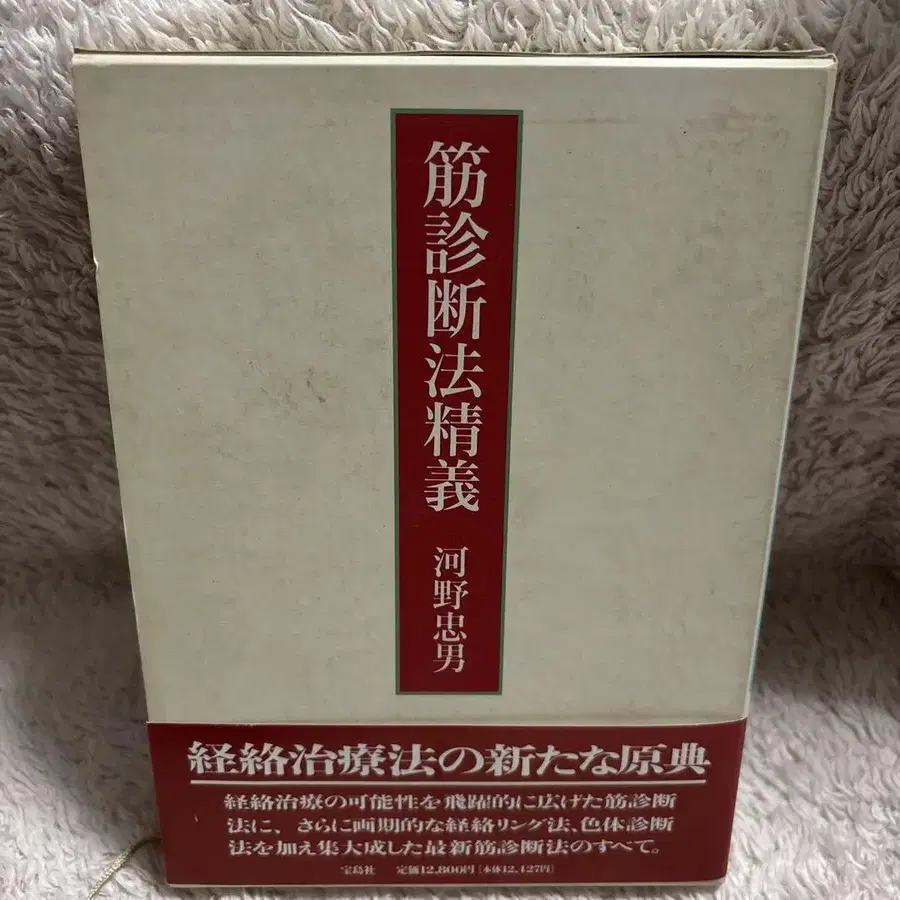 筋診断法精義
河野忠男
経絡治療法の新たな原典
経絡治療の可能性を飛躍的に広げた筋診断
法に、さらに画期的な経絡リング法、色体診断
法を加え集大成した最新筋診断法のすべて。
宝島社 定価12,800円[本体12,427円]